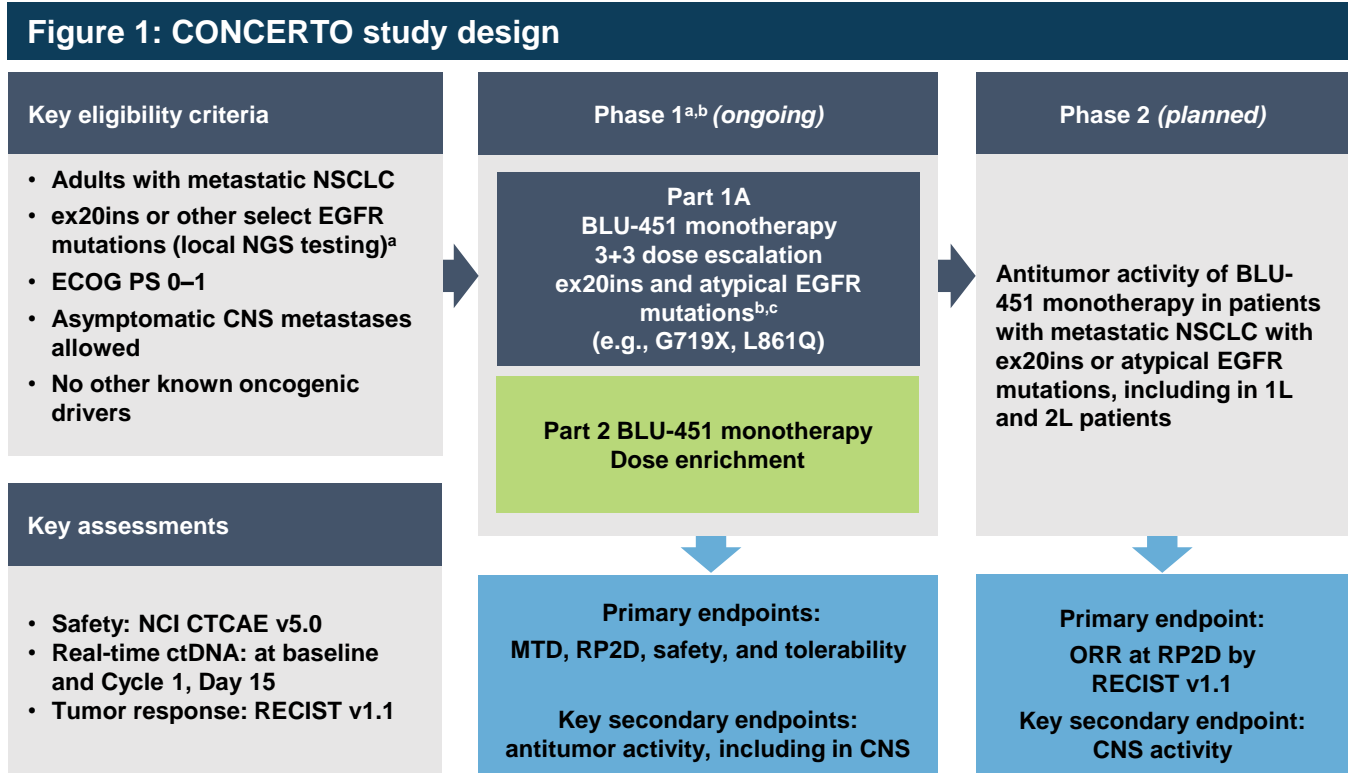 Figure 1: CONCERTO study design
Key eligibility criteria
• Adults with metastatic NSCLC
• ex20ins or other select EGFR
mutations (local NGS testing)a
• ECOG PS 0–1
• Asymptomatic CNS metastases
allowed
• No other known oncogenic
drivers
Key assessments
• Safety: NCI CTCAE v5.0
• Real-time ctDNA: at baseline
and Cycle 1, Day 15
• Tumor response: RECIST v1.1
Phase 1a,b (ongoing)
Part 1A
BLU-451 monotherapy
3+3 dose escalation
ex20ins and atypical EGFR
mutationsb,c
(e.g., G719X, L861Q)
Part 2 BLU-451 monotherapy
Dose enrichment
Primary endpoints:
MTD, RP2D, safety, and tolerability
Key secondary endpoints:
antitumor activity, including in CNS
Phase 2 (planned)
Antitumor activity of BLU-
451 monotherapy in patients
with metastatic NSCLC with
ex20ins or atypical EGFR
mutations, including in 1L
and 2L patients
Primary endpoint:
ORR at RP2D by
RECIST v1.1
Key secondary endpoint:
CNS activity